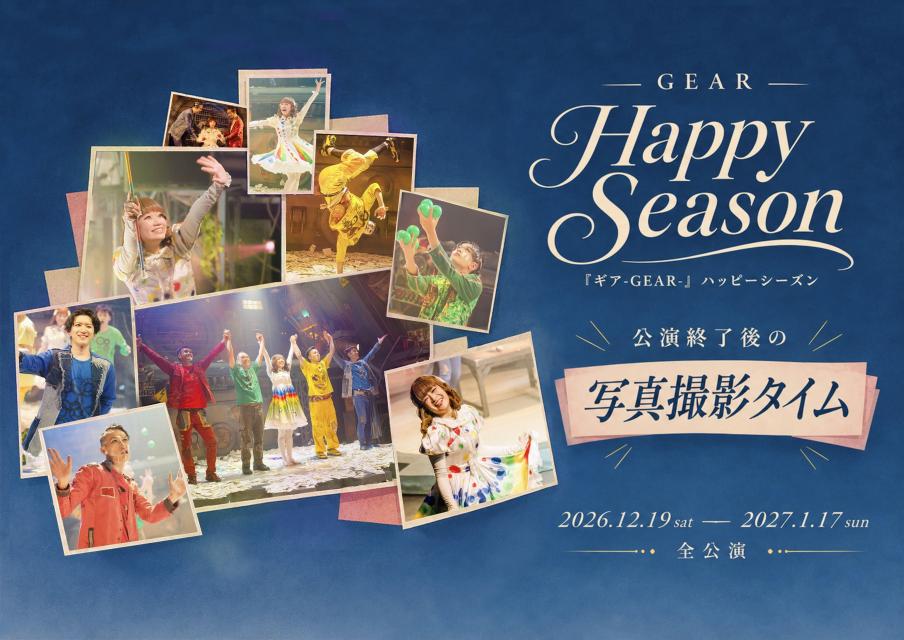 GEAR
Happy
Season
『ギア-GEAR-』ハッピーシーズン
公演終了後の
写真撮影タイム
2026.12.19 sat — 2027.1.17 sun
全公演